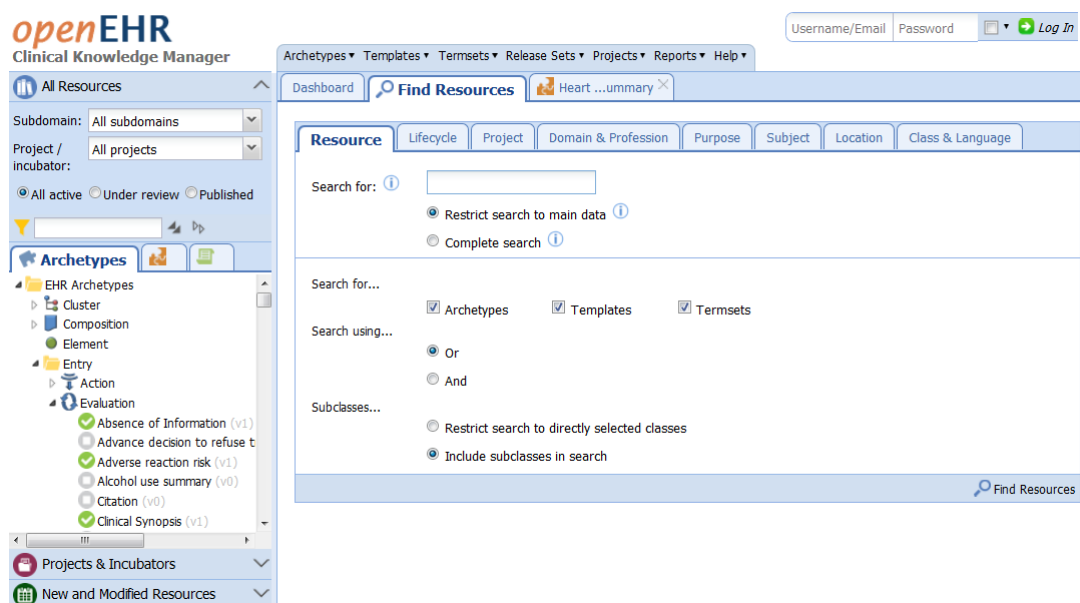 openEHR
Clinical Knowledge Manager
Username/Email Password Log In
Archetypes Templates Termsets Release Sets Projects Reports Help
All Resources
Subdomain: All subdomains
Project / incubator: All projects
All active Under review Published
Archetypes
EHR Archetypes
Cluster
Composition
Element
Entry
Action
Evaluation
Absence of Information (v1)
Advance decision to refuse t
Adverse reaction risk (v1)
Alcohol use summary (v0)
Citation (v0)
Clinical Synopsis (v1)
Projects & Incubators
New and Modified Resources
Dashboard Find Resources Heart ...ummary
Resource Lifecycle Project Domain & Profession Purpose Subject Location Class & Language
Search for:
Restrict search to main data
Complete search
Search for...
Archetypes Templates Termsets
Search using...
Or
And
Subclasses...
Restrict search to directly selected classes
Include subclasses in search
Find Resources